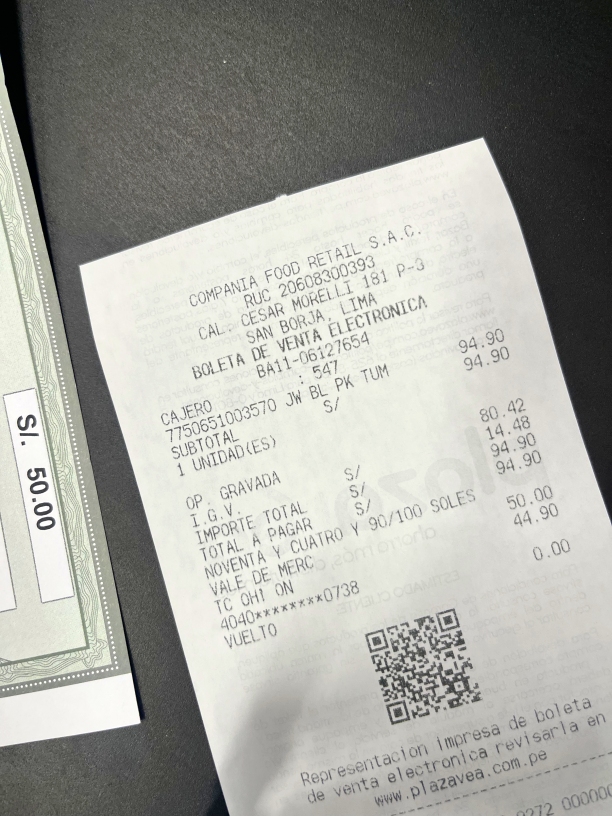 S/. 50.00
COMPANIA FOOD RETAIL S.A.C.
RUC 20608300393
CAL. CESAR MORELLI 181 P-3
SAN BORJA, LIMA
BOLETA DE VENTA ELECTRONICA
BA11-06127654
CAJERO : 547
7750651003570 JW BL PK TUM 94.90
SUBTOTAL S/ 94.90
1 UNIDAD(ES)
OP. GRAVADA S/ 80.42
I.G.V. S/ 14.48
IMPORTE TOTAL S/ 94.90
TOTAL A PAGAR 94.90
NOVENTA Y CUATRO Y 90/100 SOLES
VALE DE MERC 50.00
TC OH! ON 44.90
4040********0738
VUELTO 0.00
Representacion impresa de boleta
de venta electronica revisarla en
www.plazavea.com.pe